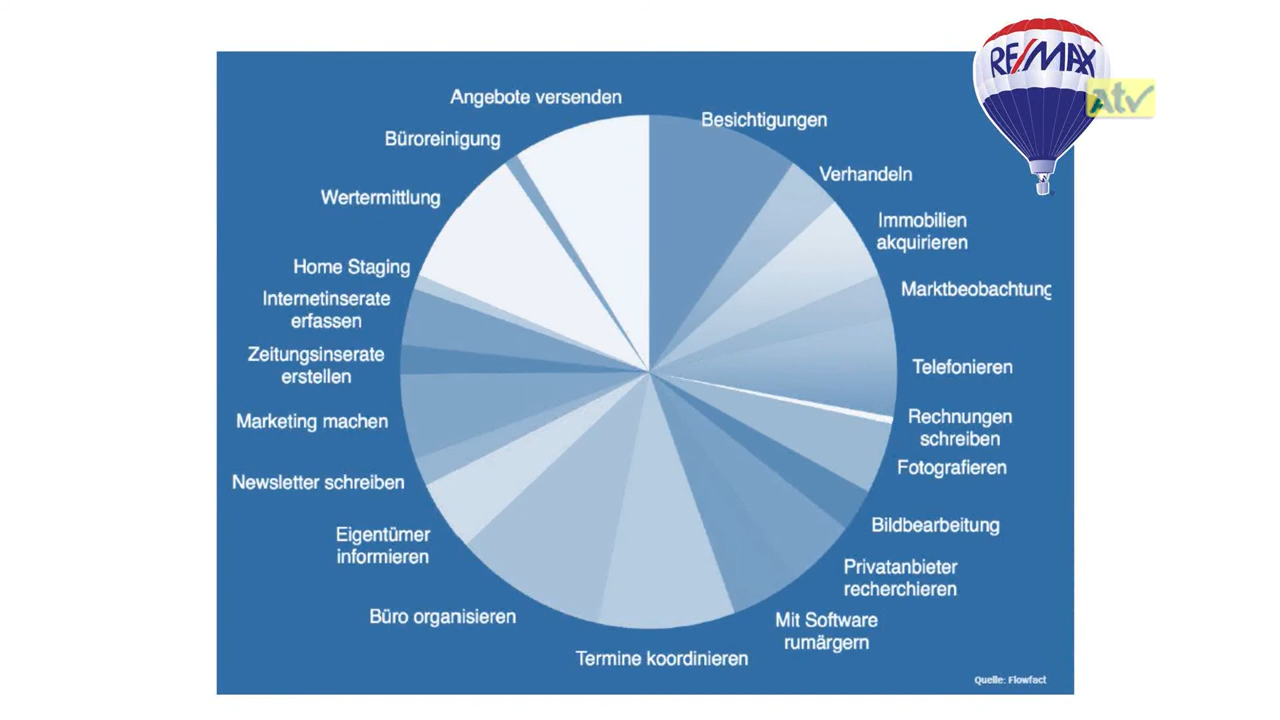 RE/MAX
Atv
Angebote versenden
Besichtigungen
Büroreinigung
Verhandeln
Wertermittlung
Immobilien
akquirieren
Home Staging
Marktbeobachtung
Internetinserate
erfassen
Zeitungsinserate
erstellen
Telefonieren
Marketing machen
Rechnungen
schreiben
Fotografieren
Newsletter schreiben
Bildbearbeitung
Eigentümer
informieren
Privatanbieter
recherchieren
Büro organisieren
Mit Software
rumärgern
Termine koordinieren
Quelle: Flowfact